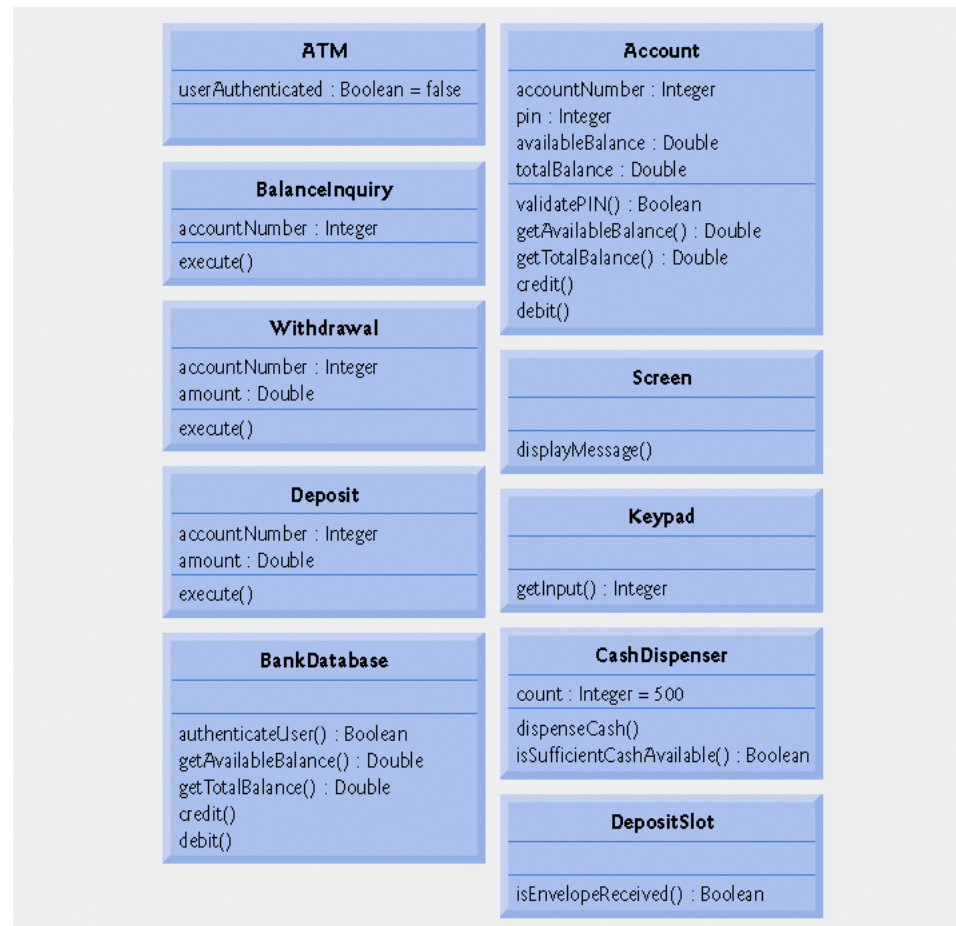 ATM
userAuthenticated : Boolean = false
BalanceInquiry
accountNumber : Integer
execute()
Withdrawal
accountNumber : Integer
amount : Double
execute()
Deposit
accountNumber : Integer
amount : Double
execute()
BankDatabase
authenticateUser() : Boolean
getAvailableBalance() : Double
getTotalBalance() : Double
credit()
debit()
Account
accountNumber : Integer
pin : Integer
availableBalance : Double
totalBalance : Double
validatePIN() : Boolean
getAvailableBalance() : Double
getTotalBalance() : Double
credit()
debit()
Screen
displayMessage()
Keypad
getInput() : Integer
CashDispenser
count : Integer = 500
dispenseCash()
isSufficientCashAvailable() : Boolean
DepositSlot
isEnvelopeReceived() : Boolean